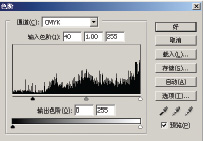 色阶
通道(C): CMYK
输入色阶(I): 40 1.00 255
输出色阶(O): 0 255
好
取消
载入(L)...
存储(S)...
自动(A)
选项(T)...
预览(P)